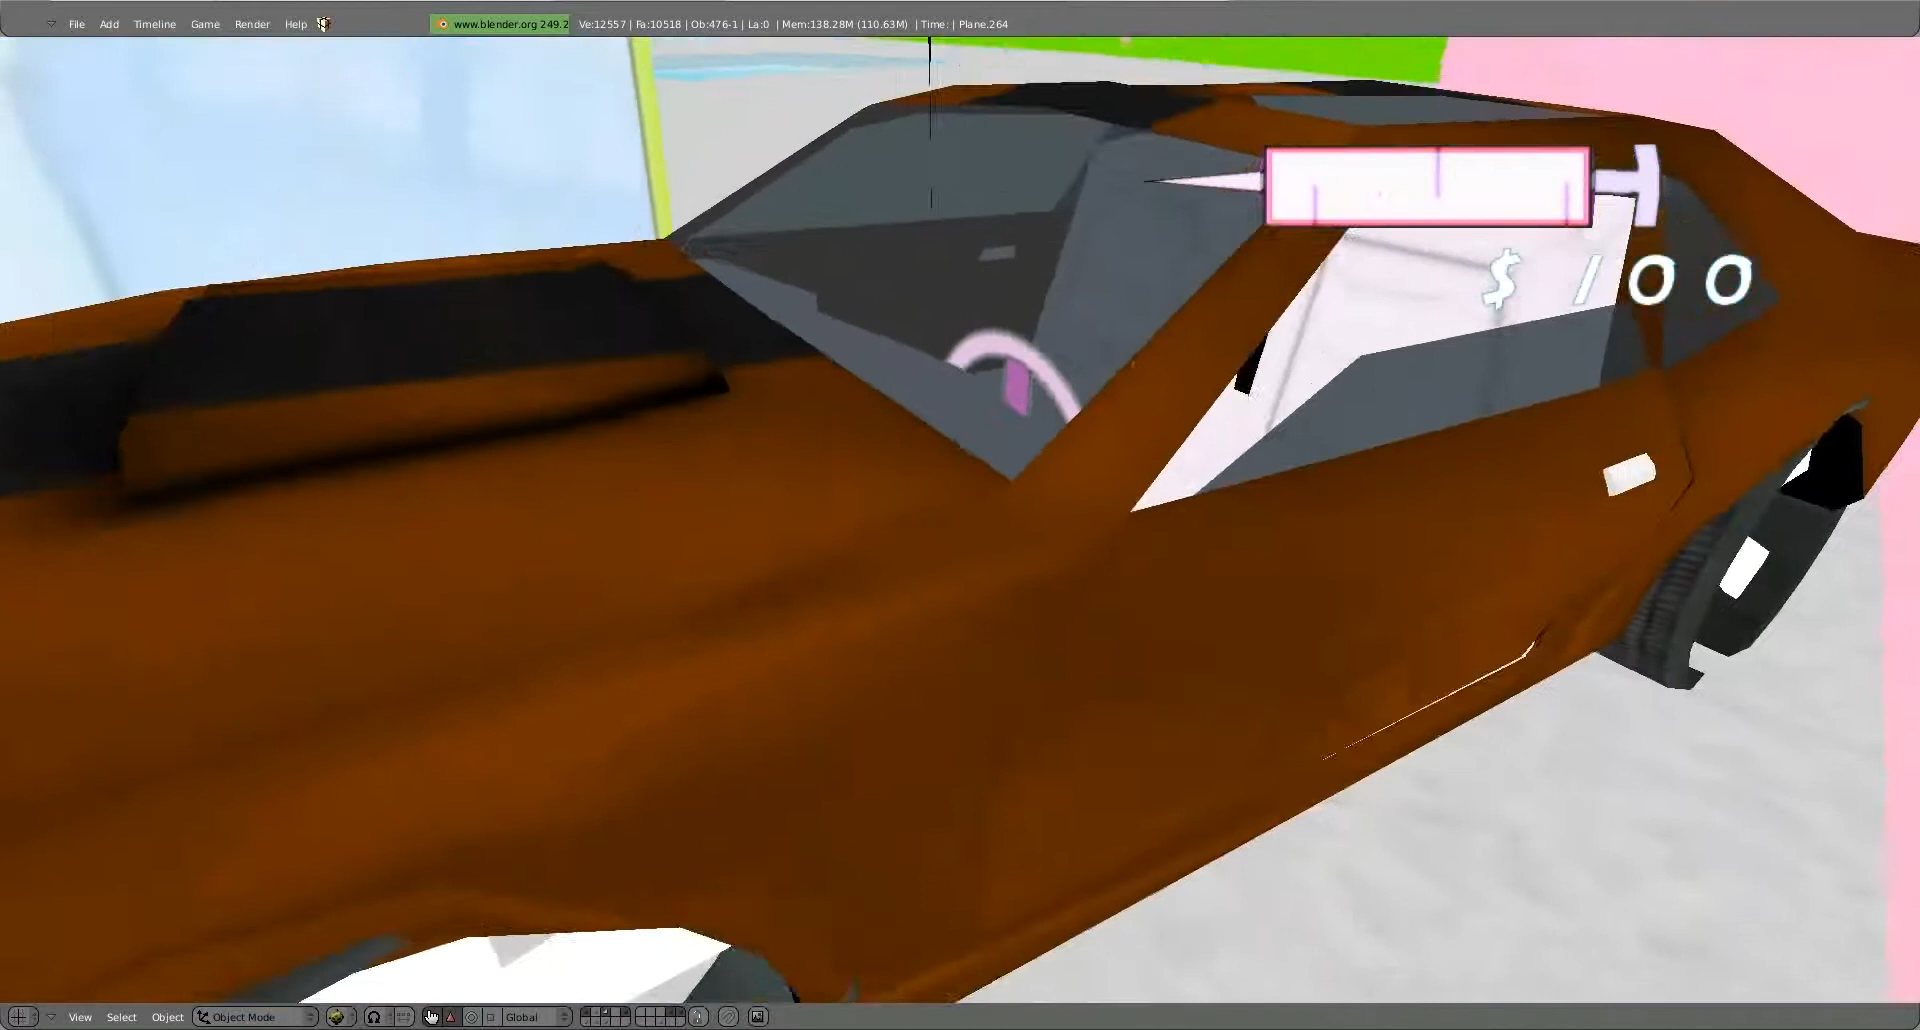 File Add Timeline Game Render Help www.blender.org 249.2 Ve:12557 | Fa:10518 | Ob:476-1 | La:0 | Mem:138.28M (110.63M) | Time: | Plane.264
$ 100
View Select Object Object Mode Global